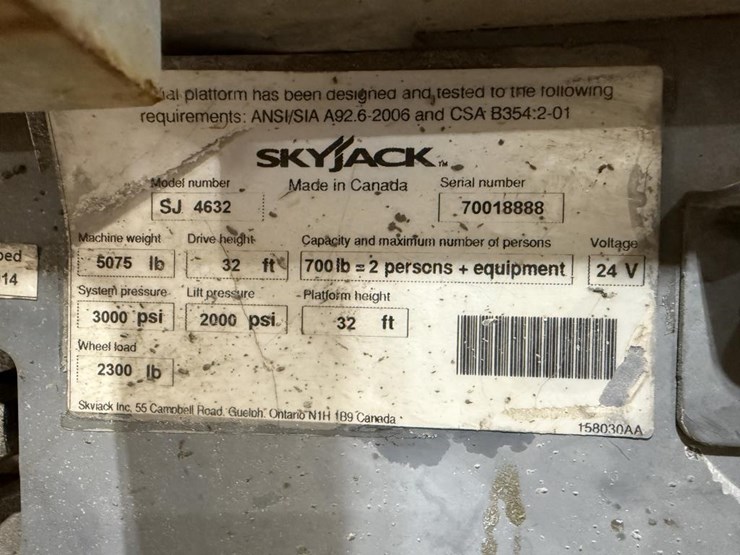 ial platform has been designed and tested to the following
requirements: ANSI/SIA A92.6-2006 and CSA B354:2-01
SKYJACK TM
Made in Canada
Model number
SJ 4632
Serial number
70018888
Machine weight
5075 lb
Drive height
32 ft
Capacity and maximum number of persons
700 lb = 2 persons + equipment
Voltage
24 V
System pressure
3000 psi
Lift pressure
2000 psi
Platform height
32 ft
Wheel load
2300 lb
Skyjack Inc. 55 Campbell Road, Guelph, Ontario N1H 1B9 Canada
158030AA
ped
14